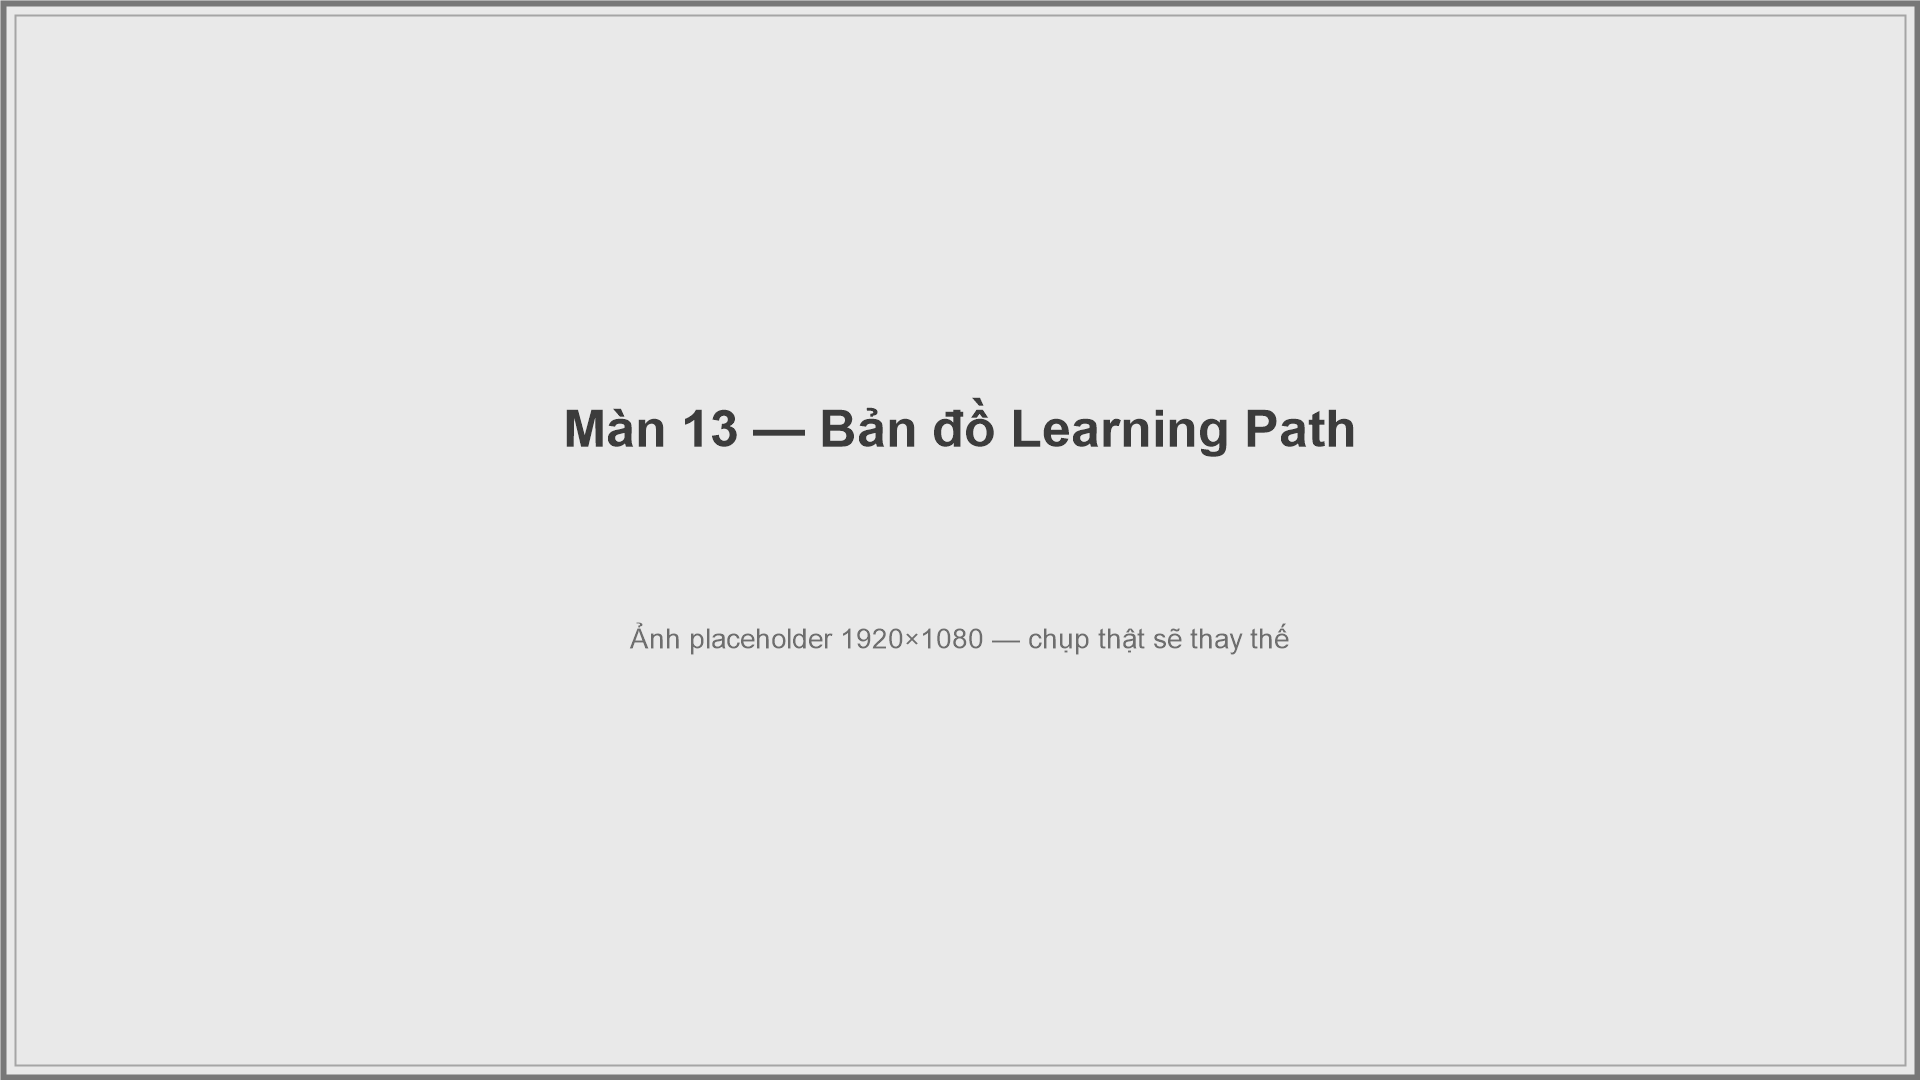 Màn 13 — Bản đồ Learning Path
Ảnh placeholder 1920×1080 — chụp thật sẽ thay thế